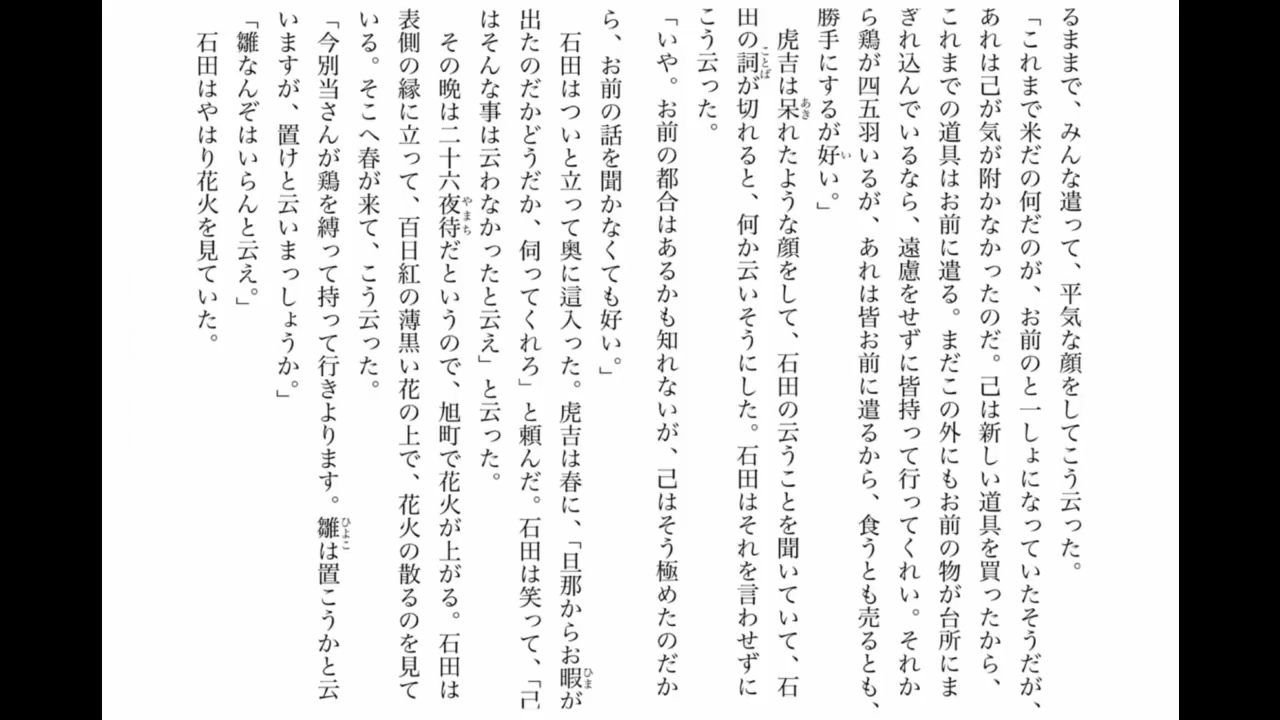 るままで、みんな遣って、平気な顔をしてこう云った。
「これまで米だの何だのが、お前のと一しょになっていたそうだが、
あれは己が気が附かなかったのだ。己は新しい道具を買ったから、
これまでの道具はお前に遣る。まだこの外にもお前の物が台所にま
ぎれ込んでいるなら、遠慮をせずに皆持って行ってくれい。それか
ら鶏が四五羽いるが、あれは皆お前に遣るから、食うとも売るとも、
勝手にするが好い。」
い
虎吉は呆れたような顔をして、石田の云うことを聞いていて、石
あき
田の詞が切れると、何か云いそうにした。石田はそれを言わせずに
ことば
こう云った。
「いや。お前の都合はあるかも知れないが、己はそう極めたのだか
ら、お前の話を聞かなくても好い。」
石田はついと立って奥に這入った。虎吉は春に、「旦那からお暇が
ひま
出たのだかどうだか、伺ってくれろ」と頼んだ。石田は笑って、「己
はそんな事は云わなかったと云え」と云った。
その晩は二十六夜待だというので、旭町で花火が上がる。石田は
やまち
表側の縁に立って、百日紅の薄黒い花の上で、花火の散るのを見て
いる。そこへ春が来て、こう云った。
「今別当さんが鶏を縛って持って行きよります。雛は置こうかと云
ひよこ
いますが、置けと云いまっしょうか。」
「雛なんぞはいらんと云え。」
石田はやはり花火を見ていた。